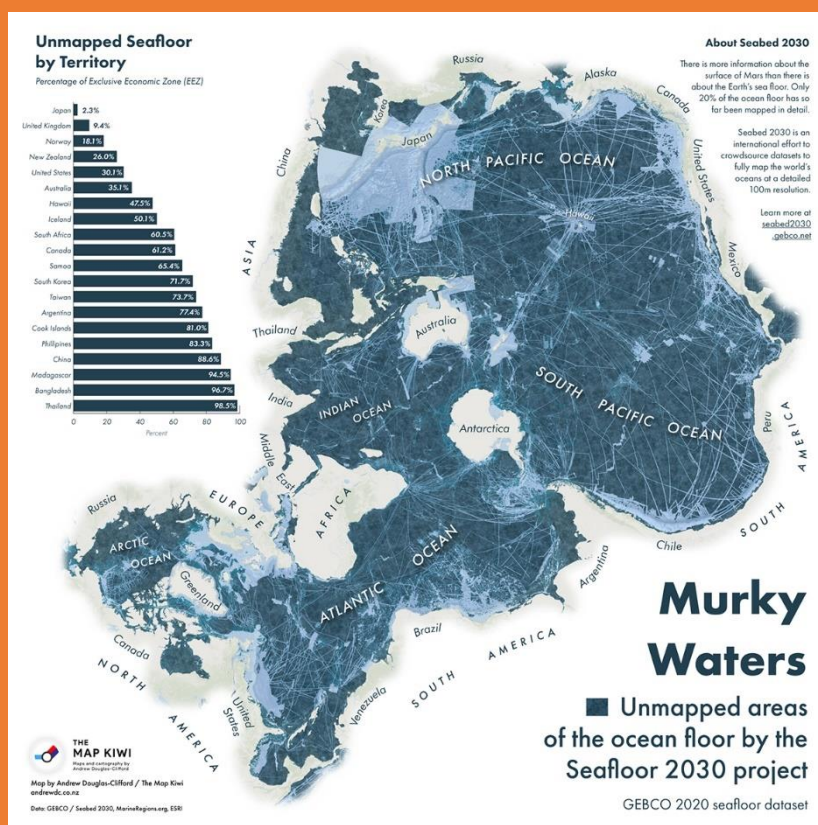 Unmapped Seafloor
by Territory
Percentage of Exclusive Economic Zone (EEZ)
Japan 2.3%
United Kingdom 9.4%
Norway 18.1%
New Zealand 26.0%
United States 30.1%
Australia 35.1%
Hawaii 47.5%
Iceland 50.1%
South Africa 60.5%
Canada 61.2%
Samoa 65.4%
South Korea 71.7%
Taiwan 73.7%
Argentina 77.4%
Cook Islands 81.0%
Phillipines 83.3%
China 88.6%
Madagascar 94.5%
Bangladesh 96.7%
Thailand 98.5%
0 20 40 60 80 100
Percent
About Seabed 2030
There is more information about the
surface of Mars than there is
about the Earth's sea floor. Only
20% of the ocean floor has so
far been mapped in detail.
Seabed 2030 is an
international effort to
crowdsource datasets to
fully map the world's
oceans at a detailed
100m resolution.
Learn more at
seabed2030
.gebco.net
Russia
Alaska
Canada
Korea
Japan
China
NORTH PACIFIC OCEAN
United States
Hawaii
ASIA
Mexico
Thailand
Australia
India
INDIAN
OCEAN
SOUTH PACIFIC OCEAN
Antarctica
Peru
SOUTH AMERICA
Middle
East
AFRICA
EUROPE
Russia
ARCTIC
OCEAN
Greenland
ATLANTIC OCEAN
Chile
Argentina
Canada
Brazil
SOUTH AMERICA
NORTH AMERICA
United
States
Venezuela
Murky
Waters
Unmapped areas
of the ocean floor by the
Seafloor 2030 project
GEBCO 2020 seafloor dataset
THE
MAP KIWI
Maps and cartography by
Andrew Douglas-Clifford
Map by Andrew Douglas-Clifford / The Map Kiwi
andrewdc.co.nz
Data: GEBCO / Seabed 2030, MarineRegions.org, ESRI